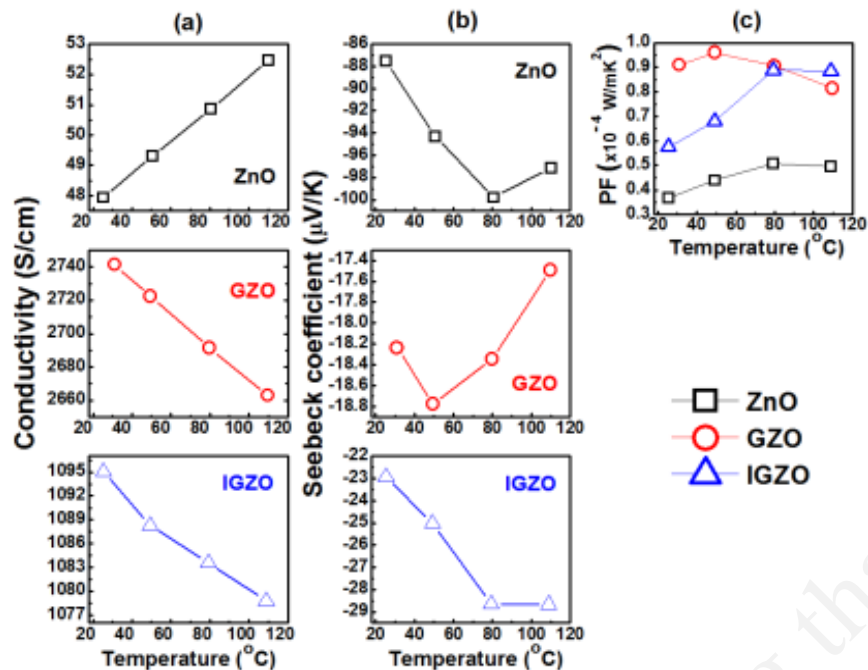 (a)
(b)
(c)
Conductivity (S/cm)
53
52
51
50
49
48
20 40 60 80 100 120
ZnO
2740
2720
2700
2680
2660
20 40 60 80 100 120
GZO
1095
1092
1089
1086
1083
1080
1077
20 40 60 80 100 120
IGZO
Temperature (°C)
Seebeck coefficient (μV/K)
-86
-88
-90
-92
-94
-96
-98
-100
20 40 60 80 100 120
ZnO
-17.4
-17.6
-17.8
-18.0
-18.2
-18.4
-18.6
-18.8
20 40 60 80 100 120
GZO
-22
-23
-24
-25
-26
-27
-28
-29
20 40 60 80 100 120
IGZO
Temperature (°C)
PF (x10⁻⁴ W/mK²)
1.0
0.9
0.8
0.7
0.6
0.5
0.4
0.3
20 40 60 80 100 120
Temperature (°C)
ZnO
GZO
IGZO